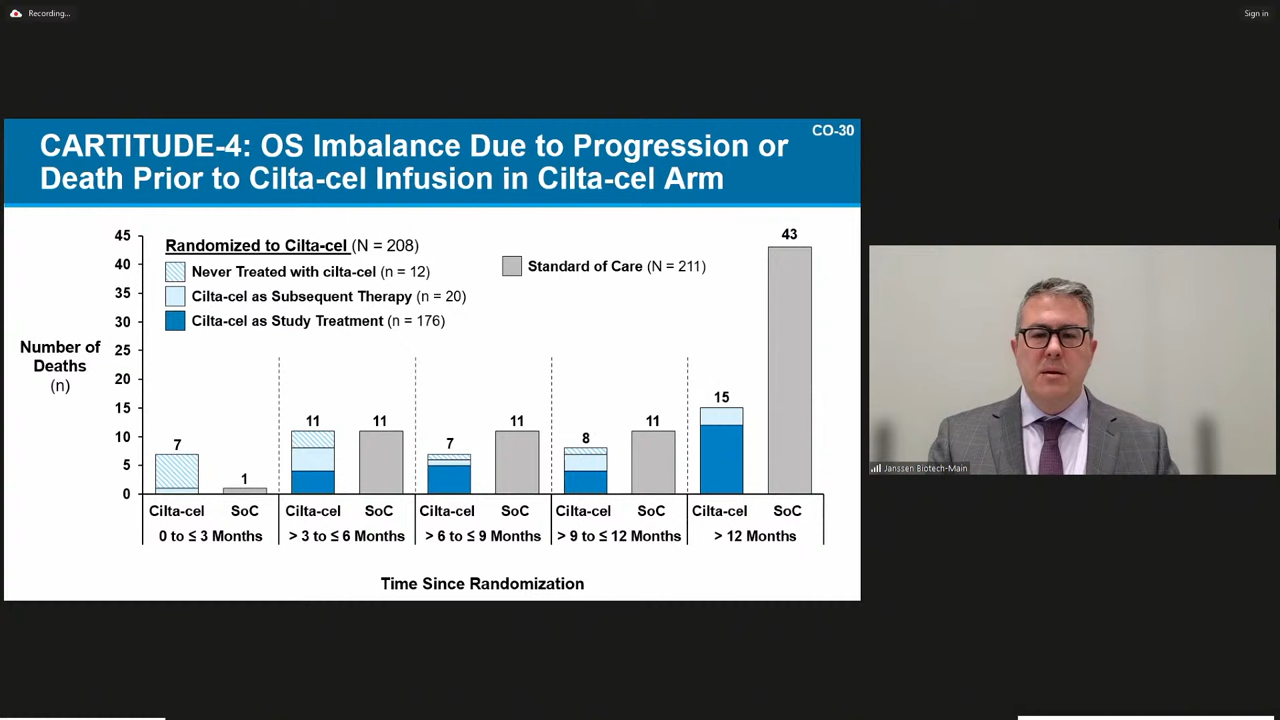 Recording...
Sign in
CO-30
CARTITUDE-4: OS Imbalance Due to Progression or
Death Prior to Cilta-cel Infusion in Cilta-cel Arm
Number of
Deaths
(n)
45
40
35
30
25
20
15
10
5
0
Randomized to Cilta-cel (N = 208)
Never Treated with cilta-cel (n = 12)
Cilta-cel as Subsequent Therapy (n = 20)
Cilta-cel as Study Treatment (n = 176)
Standard of Care (N = 211)
7
1
11
11
7
11
8
11
15
43
Cilta-cel SoC Cilta-cel SoC Cilta-cel SoC Cilta-cel SoC Cilta-cel SoC
0 to ≤ 3 Months > 3 to ≤ 6 Months > 6 to ≤ 9 Months > 9 to ≤ 12 Months > 12 Months
Time Since Randomization
Janssen Biotech-Main